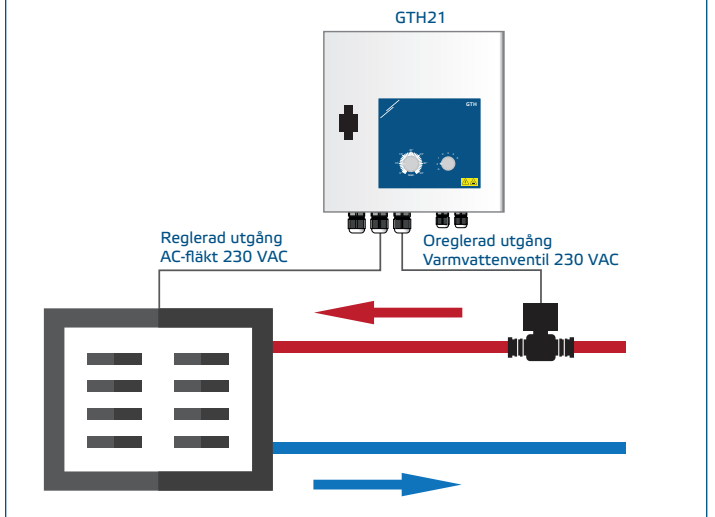 GTH21
GTH
Reglerad utgång
AC-fläkt 230 VAC
Oreglerad utgång
Varmvattenventil 230 VAC